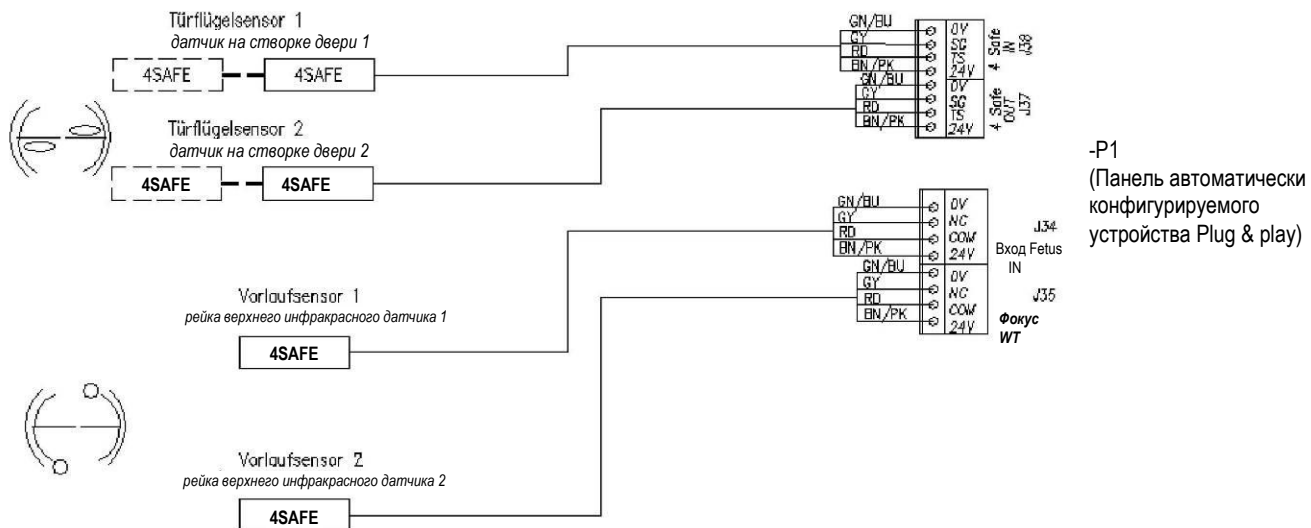 Türflügelsensor 1
датчик на створке двери 1
4SAFE 4SAFE
GN/BU
GY
RD
BN/PK
0V
SG
TS
24V
4 Safe
IN
J38
GN/BU
GY
RD
BN/PK
0V
SG
TS
24V
4 Safe
OUT
J37
Türflügelsensor 2
датчик на створке двери 2
4SAFE 4SAFE
-P1
(Панель автоматически
конфигурируемого
устройства Plug & play)
GN/BU
GY
RD
BN/PK
0V
NC
COM
24V
J34
Вход Fetus
IN
GN/BU
GY
RD
BN/PK
0V
NC
COM
24V
J35
Фокус
WT
Vorlaufsensor 1
рейка верхнего инфракрасного датчика 1
4SAFE
Vorlaufsensor 2
рейка верхнего инфракрасного датчика 2
4SAFE